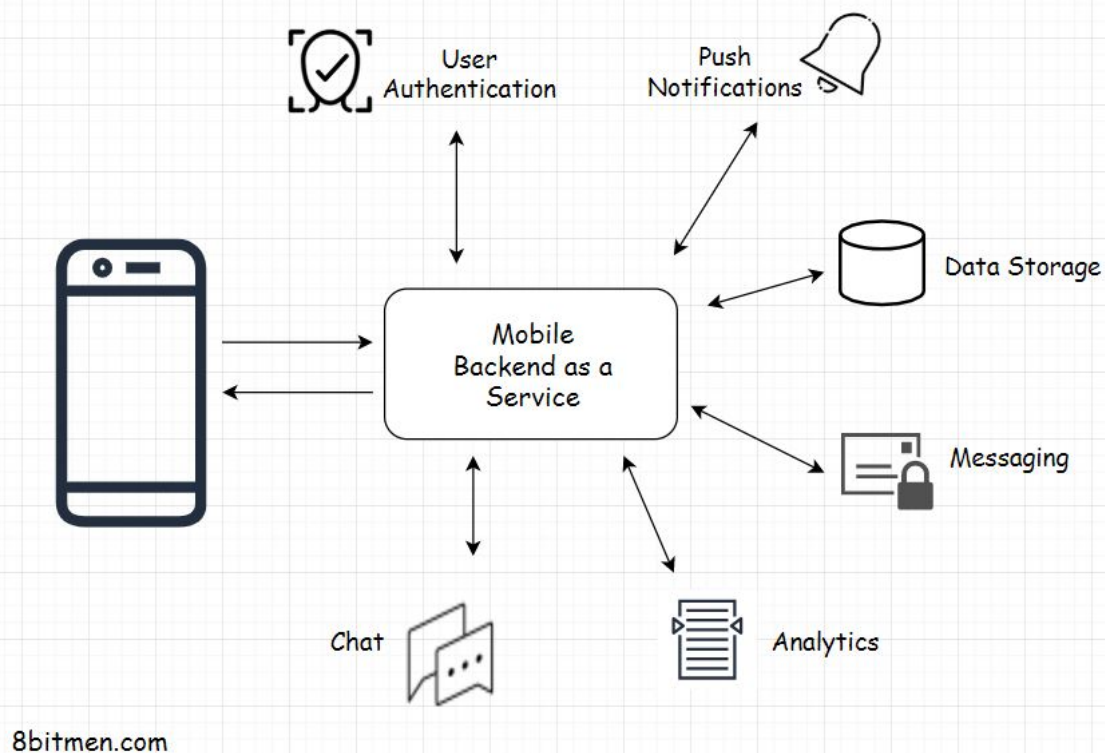 User
Authentication
Push
Notifications
Data Storage
Mobile
Backend as a
Service
Messaging
Chat
Analytics
8bitmen.com